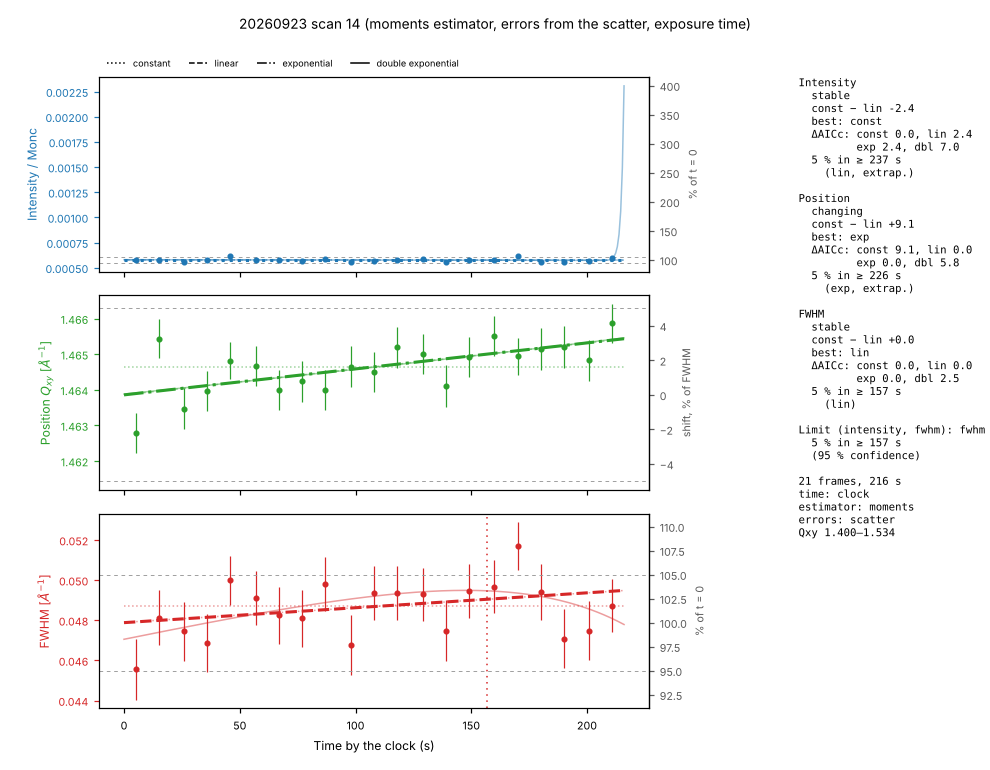 20260923 scan 14 (moments estimator, errors from the scatter, exposure time)
constant
linear
exponential
double exponential
0.00225
0.00200
0.00175
0.00150
0.00125
0.00100
0.00075
0.00050
Intensity / Monc
400
350
300
250
200
150
100
% of t = 0
1.466
1.465
1.464
1.463
1.462
Position Qxy [Å−1]
4
2
0
−2
−4
shift, % of FWHM
0.052
0.050
0.048
0.046
0.044
FWHM [Å−1]
110.0
107.5
105.0
102.5
100.0
97.5
95.0
92.5
% of t = 0
0
50
100
150
200
Time by the clock (s)
Intensity
stable
const − lin -2.4
best: const
ΔAICc: const 0.0, lin 2.4
exp 2.4, dbl 7.0
5 % in ≥ 237 s
(lin, extrap.)
Position
changing
const − lin +9.1
best: exp
ΔAICc: const 9.1, lin 0.0
exp 0.0, dbl 5.8
5 % in ≥ 226 s
(exp, extrap.)
FWHM
stable
const − lin +0.0
best: lin
ΔAICc: const 0.0, lin 0.0
exp 0.0, dbl 2.5
5 % in ≥ 157 s
(lin)
Limit (intensity, fwhm): fwhm
5 % in ≥ 157 s
(95 % confidence)
21 frames, 216 s
time: clock
estimator: moments
errors: scatter
Qxy 1.400–1.534